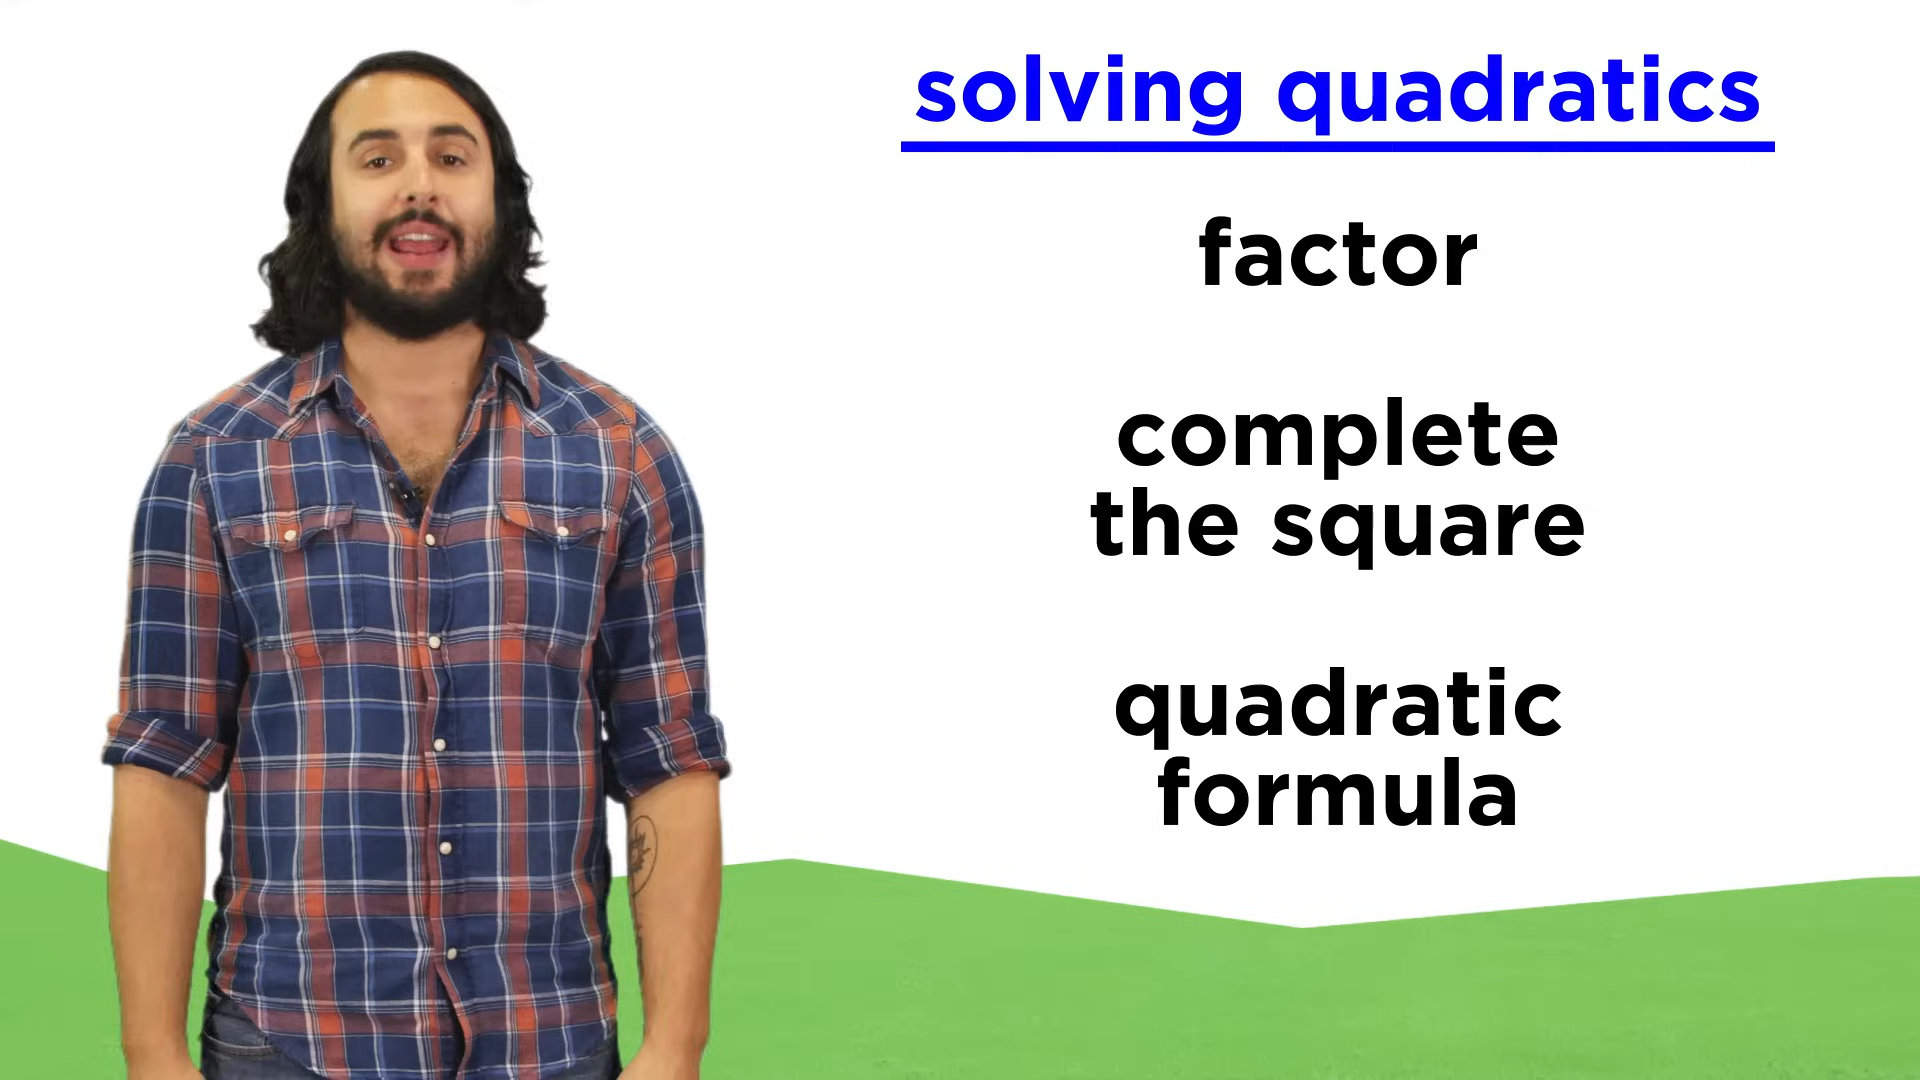 solving quadratics
factor
complete
the square
quadratic
formula